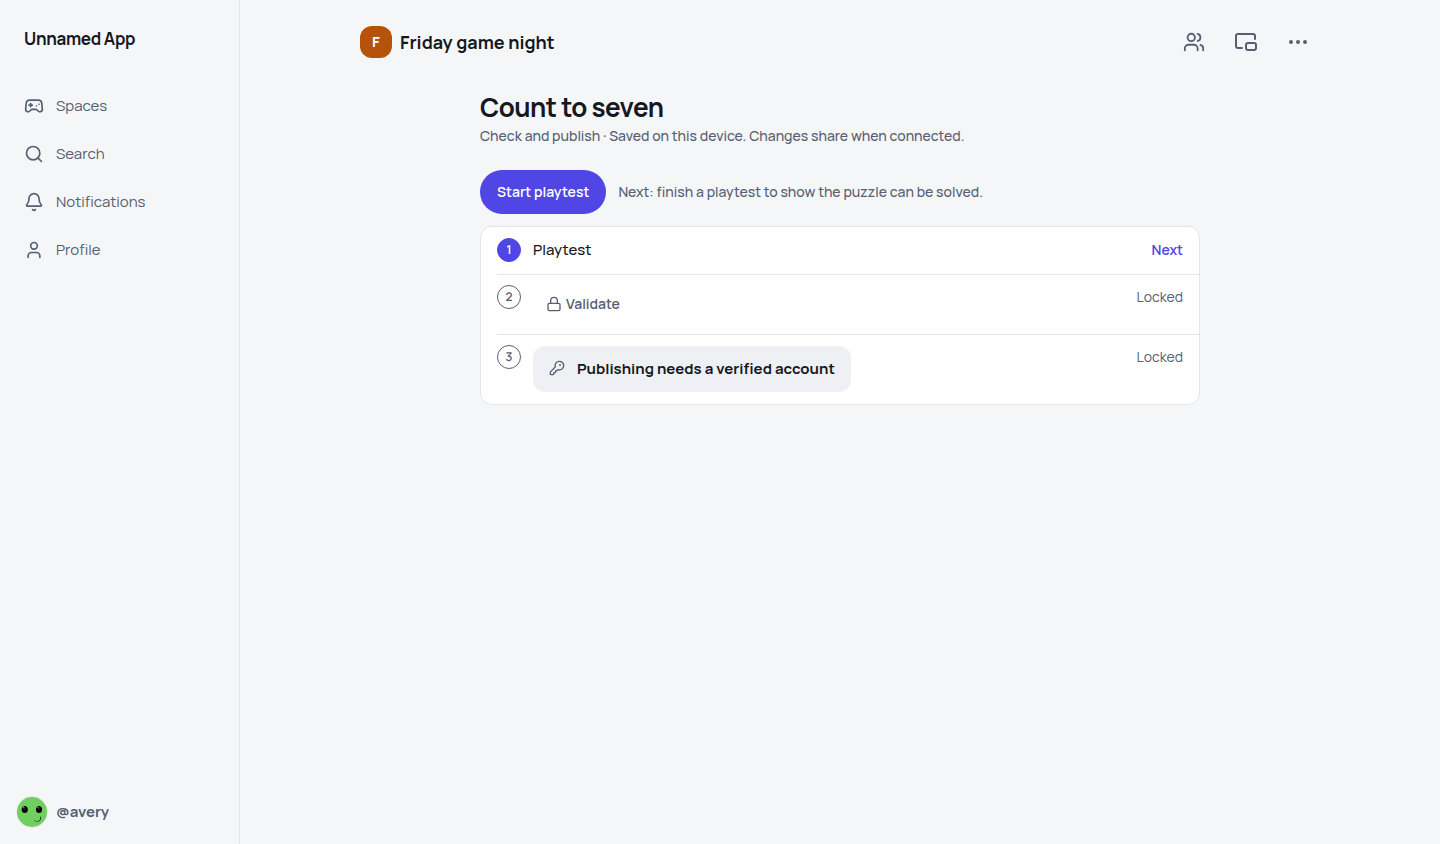 Unnamed App
Spaces
Search
Notifications
Profile
@avery
F Friday game night
Count to seven
Check and publish · Saved on this device. Changes share when connected.
Start playtest
Next: finish a playtest to show the puzzle can be solved.
1 Playtest Next
2 Validate Locked
3 Publishing needs a verified account Locked